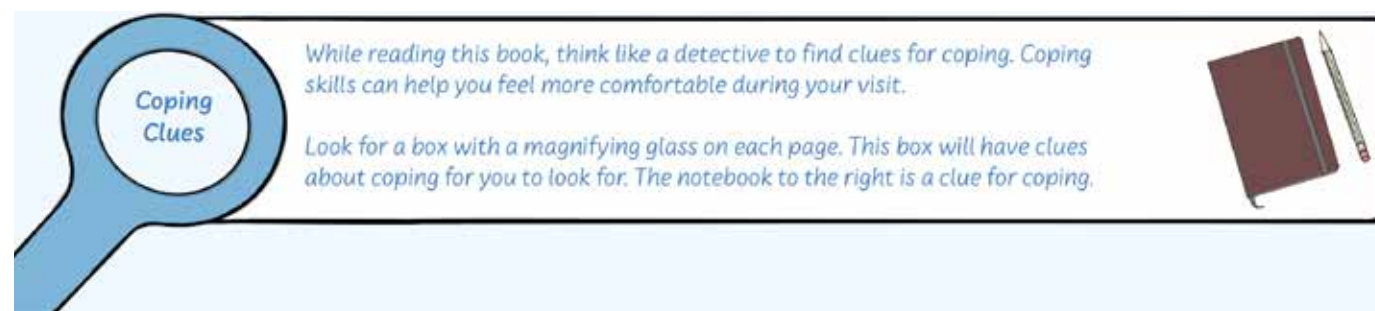 Coping
Clues
While reading this book, think like a detective to find clues for coping. Coping
skills can help you feel more comfortable during your visit.
Look for a box with a magnifying glass on each page. This box will have clues
about coping for you to look for. The notebook to the right is a clue for coping.